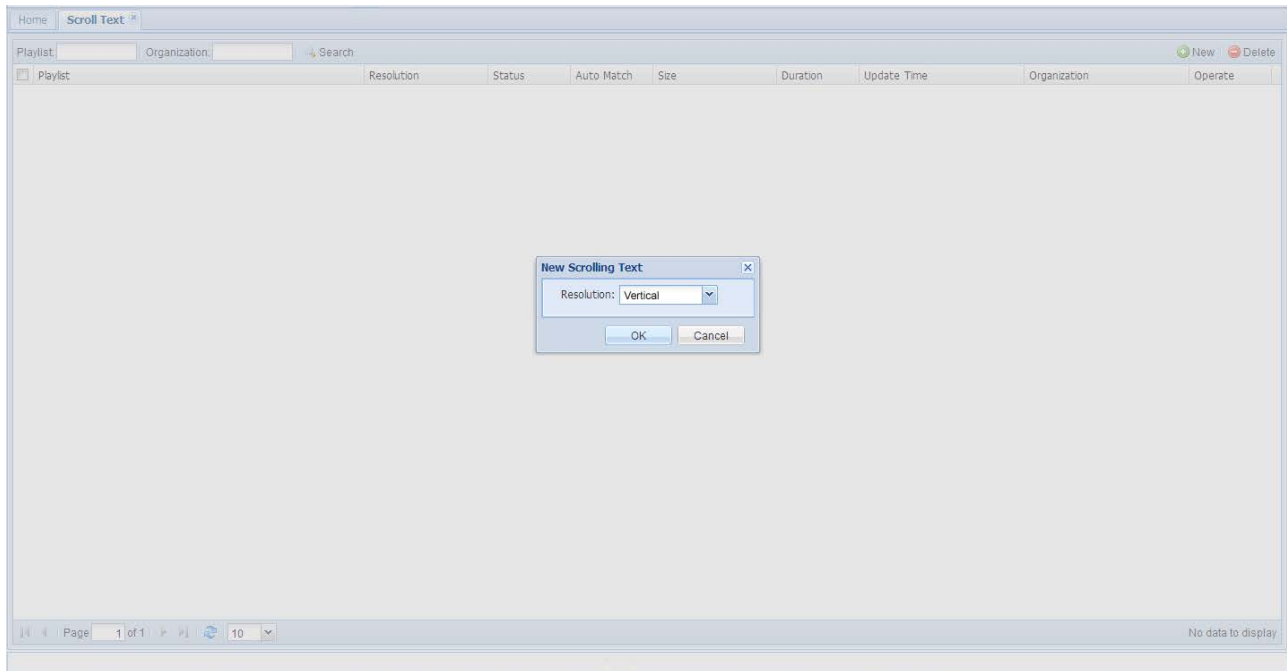 Home Scroll Text
Playlist: Organization: Search New Delete
Playlist Resolution Status Auto Match Size Duration Update Time Organization Operate
New Scrolling Text
Resolution: Vertical
OK Cancel
Page 1 of 1 10 No data to display